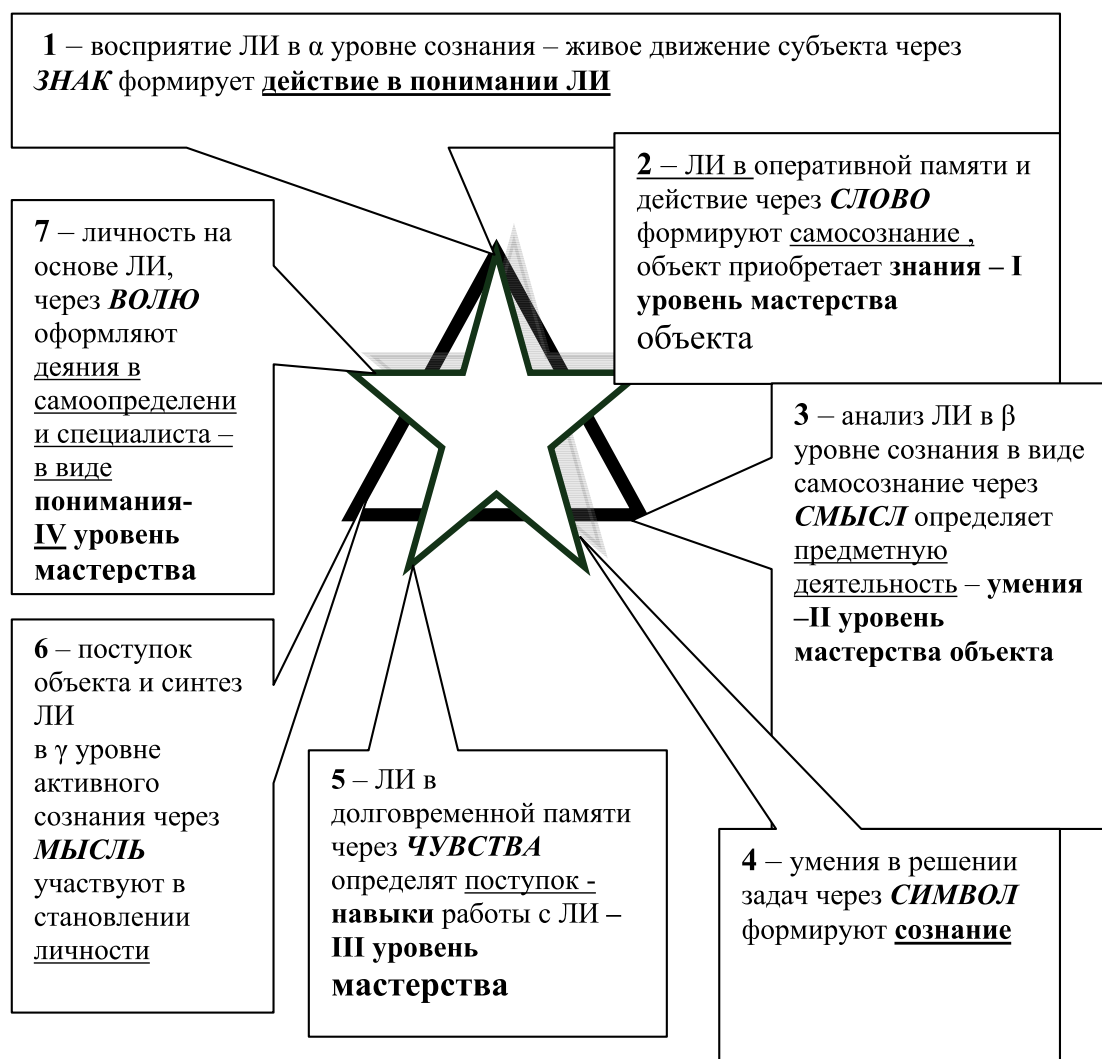 1 – восприятие ЛИ в α уровне сознания – живое движение субъекта через
ЗНАК формирует действие в понимании ЛИ
2 – ЛИ в оперативной памяти и
действие через СЛОВО
формируют самосознание ,
объект приобретает знания – I
уровень мастерства
объекта
3 – анализ ЛИ в β
уровне сознания в виде
самосознание через
СМЫСЛ определяет
предметную
деятельность – умения
–II уровень
мастерства объекта
4 – умения в решении
задач через СИМВОЛ
формируют сознание
5 – ЛИ в
долговременной памяти
через ЧУВСТВА
определят поступок -
навыки работы с ЛИ –
III уровень
мастерства
6 – поступок
объекта и синтез
ЛИ
в γ уровне
активного
сознания через
МЫСЛЬ
участвуют в
становлении
личности
7 – личность на
основе ЛИ,
через ВОЛЮ
оформляют
деяния в
самоопределени
и специалиста –
в виде
понимания-
IV уровень
мастерства